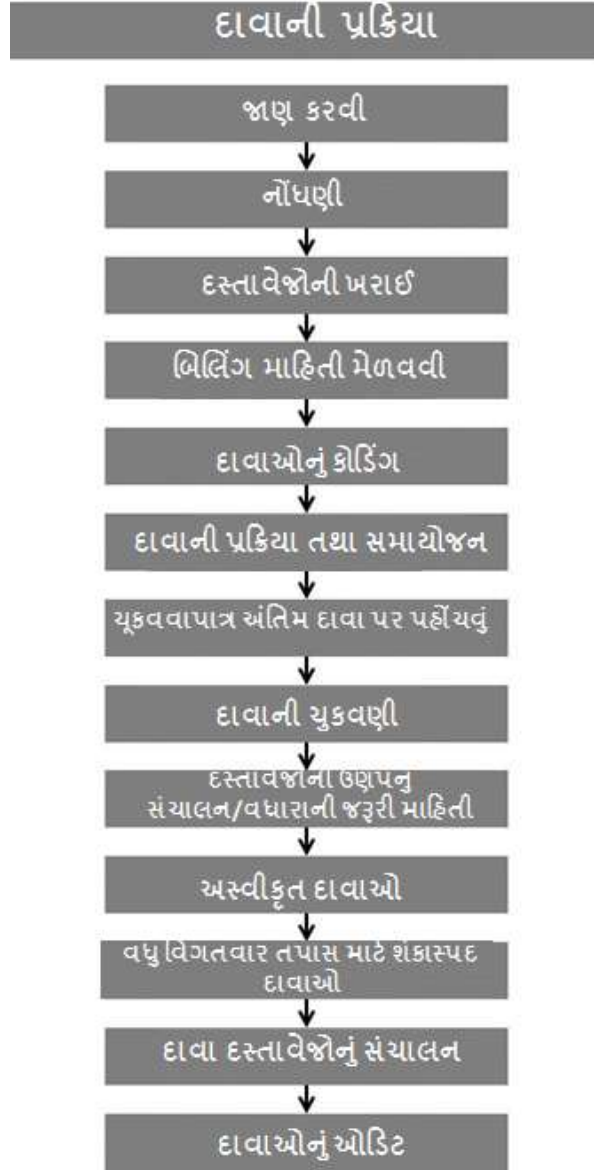 દાવાની પ્રક્રિયા
જાણ કરવી
નોંધણી
દસ્તાવેજોની ખરાઈ
બિલિંગ માહિતી મેળવવી
દાવાઓનું કોડિંગ
દાવાની પ્રક્રિયા તથા સમાયોજન
ચૂકવવાપાત્ર અંતિમ દાવા પર પહોંચવું
દાવાની ચુકવણી
દસ્તાવેજોની ઉણપનું
સંચાલન/વધારાની જરૂરી માહિતી
અસ્વીકૃત દાવાઓ
વધુ વિગતવાર તપાસ માટે શંકાસ્પદ
દાવાઓ
દાવા દસ્તાવેજોનું સંચાલન
દાવાઓનું ઓડિટ